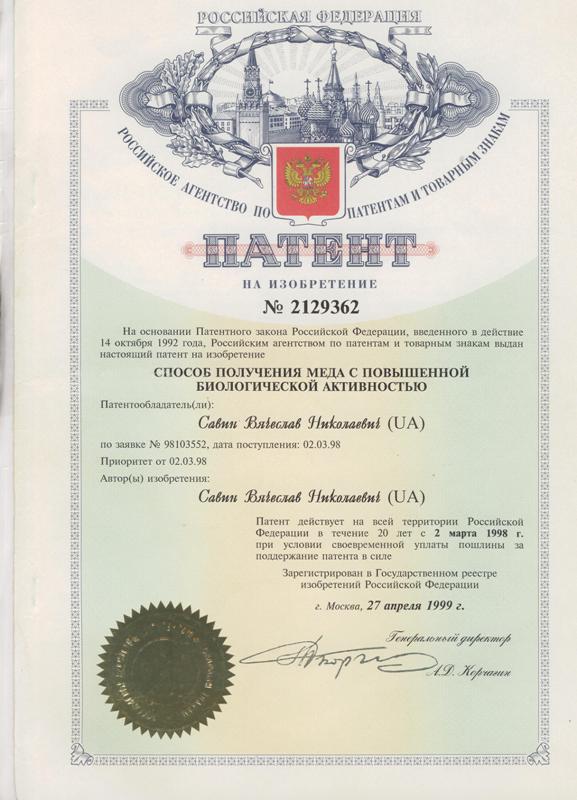 РОССИЙСКАЯ ФЕДЕРАЦИЯ
РОССИЙСКОЕ АГЕНТСТВО ПО ПАТЕНТАМ И ТОВАРНЫМ ЗНАКАМ
ПАТЕНТ
НА ИЗОБРЕТЕНИЕ
№ 2129362
На основании Патентного закона Российской Федерации, введенного в действие
14 октября 1992 года, Российским агентством по патентам и товарным знакам выдан
настоящий патент на изобретение
СПОСОБ ПОЛУЧЕНИЯ МЕДА С ПОВЫШЕННОЙ
БИОЛОГИЧЕСКОЙ АКТИВНОСТЬЮ
Патентообладатель(ли):
Савин Вячеслав Николаевич (UA)
по заявке № 98103552, дата поступления: 02.03.98
Приоритет от 02.03.98
Автор(ы) изобретения:
Савин Вячеслав Николаевич (UA)
Патент действует на всей территории Российской
Федерации в течение 20 лет с 2 марта 1998 г.
при условии своевременной уплаты пошлины за
поддержание патента в силе
Зарегистрирован в Государственном реестре
изобретений Российской Федерации
г. Москва, 27 апреля 1999 г.
Генеральный директор
А.Д. Корчагин